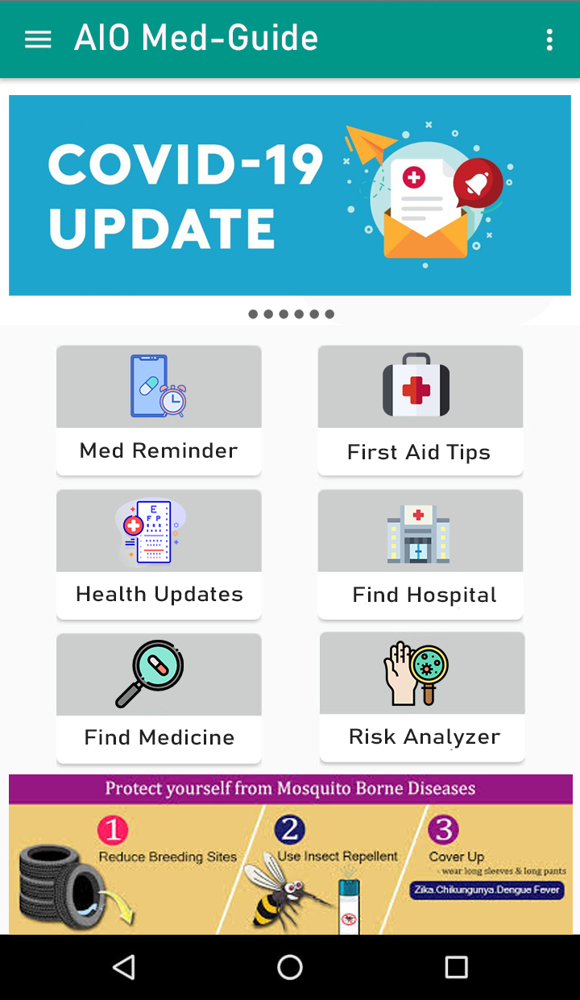 AIO Med-Guide
COVID-19
UPDATE
Med Reminder
First Aid Tips
E
F P
Health Updates
Find Hospital
Find Medicine
Risk Analyzer
Protect yourself from Mosquito Borne Diseases
1
Reduce Breeding Sites
2
Use Insect Repellent
3
Cover Up
- wear long sleeves & long pants
Zika.Chikungunya.Dengue Fever